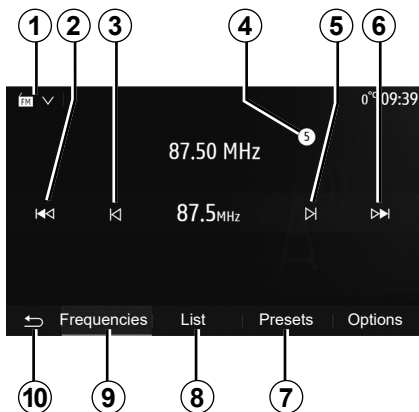 1 2 3 4 5 6
FM 0°C 09:39
5
87.50 MHz
87.5MHz
Frequencies List Presets Options
10 9 8 7